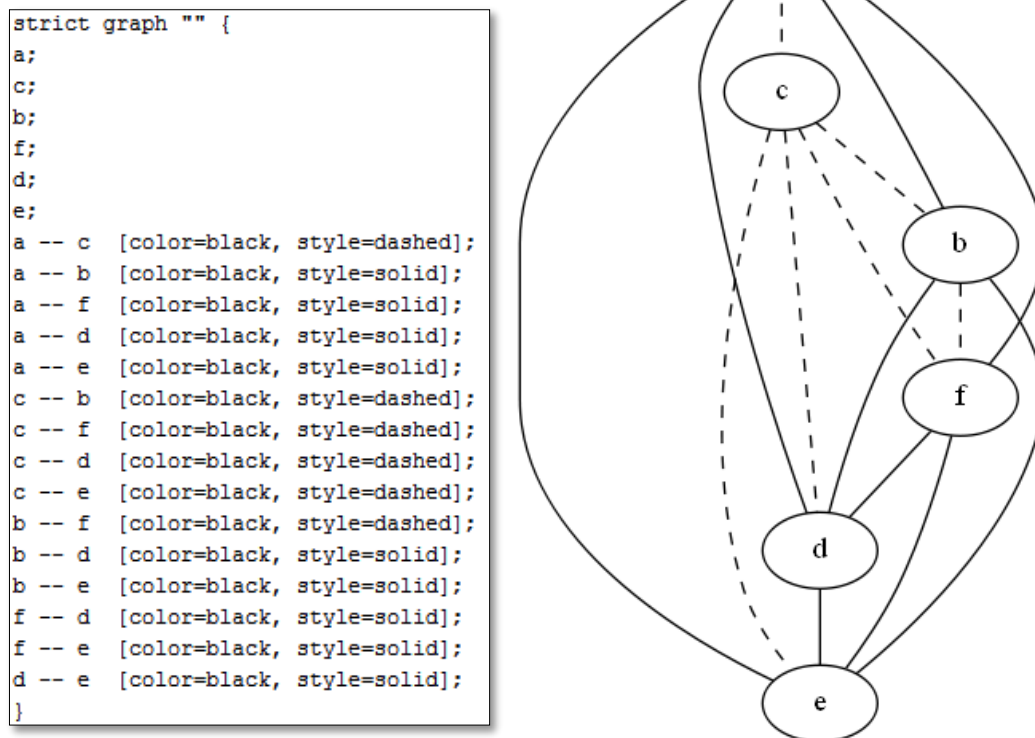 strict graph "" {
a;
c;
b;
f;
d;
e;
a -- c  [color=black, style=dashed];
a -- b  [color=black, style=solid];
a -- f  [color=black, style=solid];
a -- d  [color=black, style=solid];
a -- e  [color=black, style=solid];
c -- b  [color=black, style=dashed];
c -- f  [color=black, style=dashed];
c -- d  [color=black, style=dashed];
c -- e  [color=black, style=dashed];
b -- f  [color=black, style=dashed];
b -- d  [color=black, style=solid];
b -- e  [color=black, style=solid];
f -- d  [color=black, style=solid];
f -- e  [color=black, style=solid];
d -- e  [color=black, style=solid];
}
c
b
f
d
e